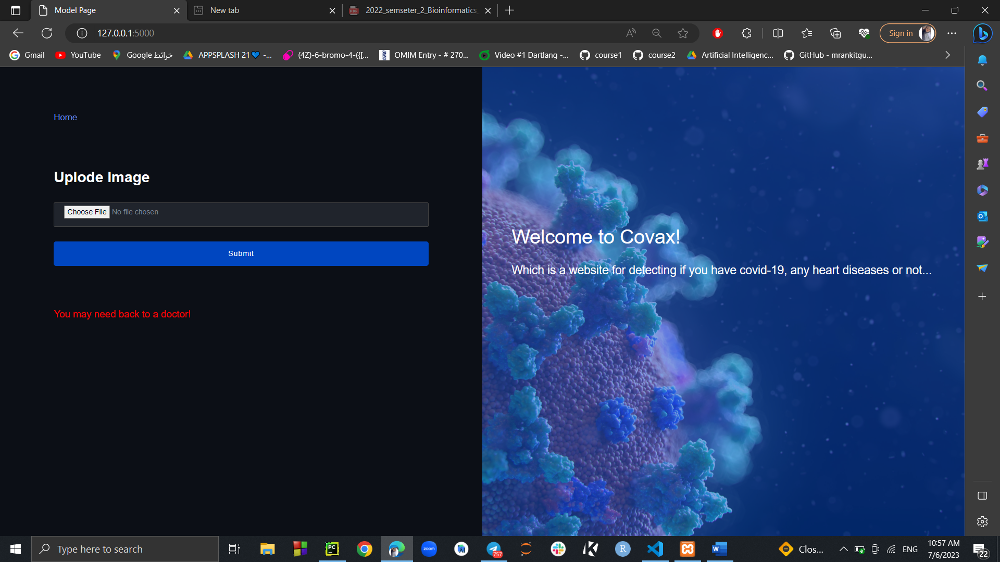 Model Page
New tab
2022_semseter_2_Bioinformatics_
127.0.0.1:5000
Sign in
Gmail
YouTube
Google خرائط
APPSPLASH 21💙 -...
(4Z)-6-bromo-4-({[...
OMIM Entry - # 270...
Video #1 Dartlang -...
course1
course2
Artificial Intelligenc...
GitHub - mrankitgu...
Home
Uplode Image
Choose File No file chosen
Submit
You may need back to a doctor!
Welcome to Covax!
Which is a website for detecting if you have covid-19, any heart diseases or not...
Type here to search
PC
zoom
757
R
W
Clos...
ENG
10:57 AM
7/6/2023
22